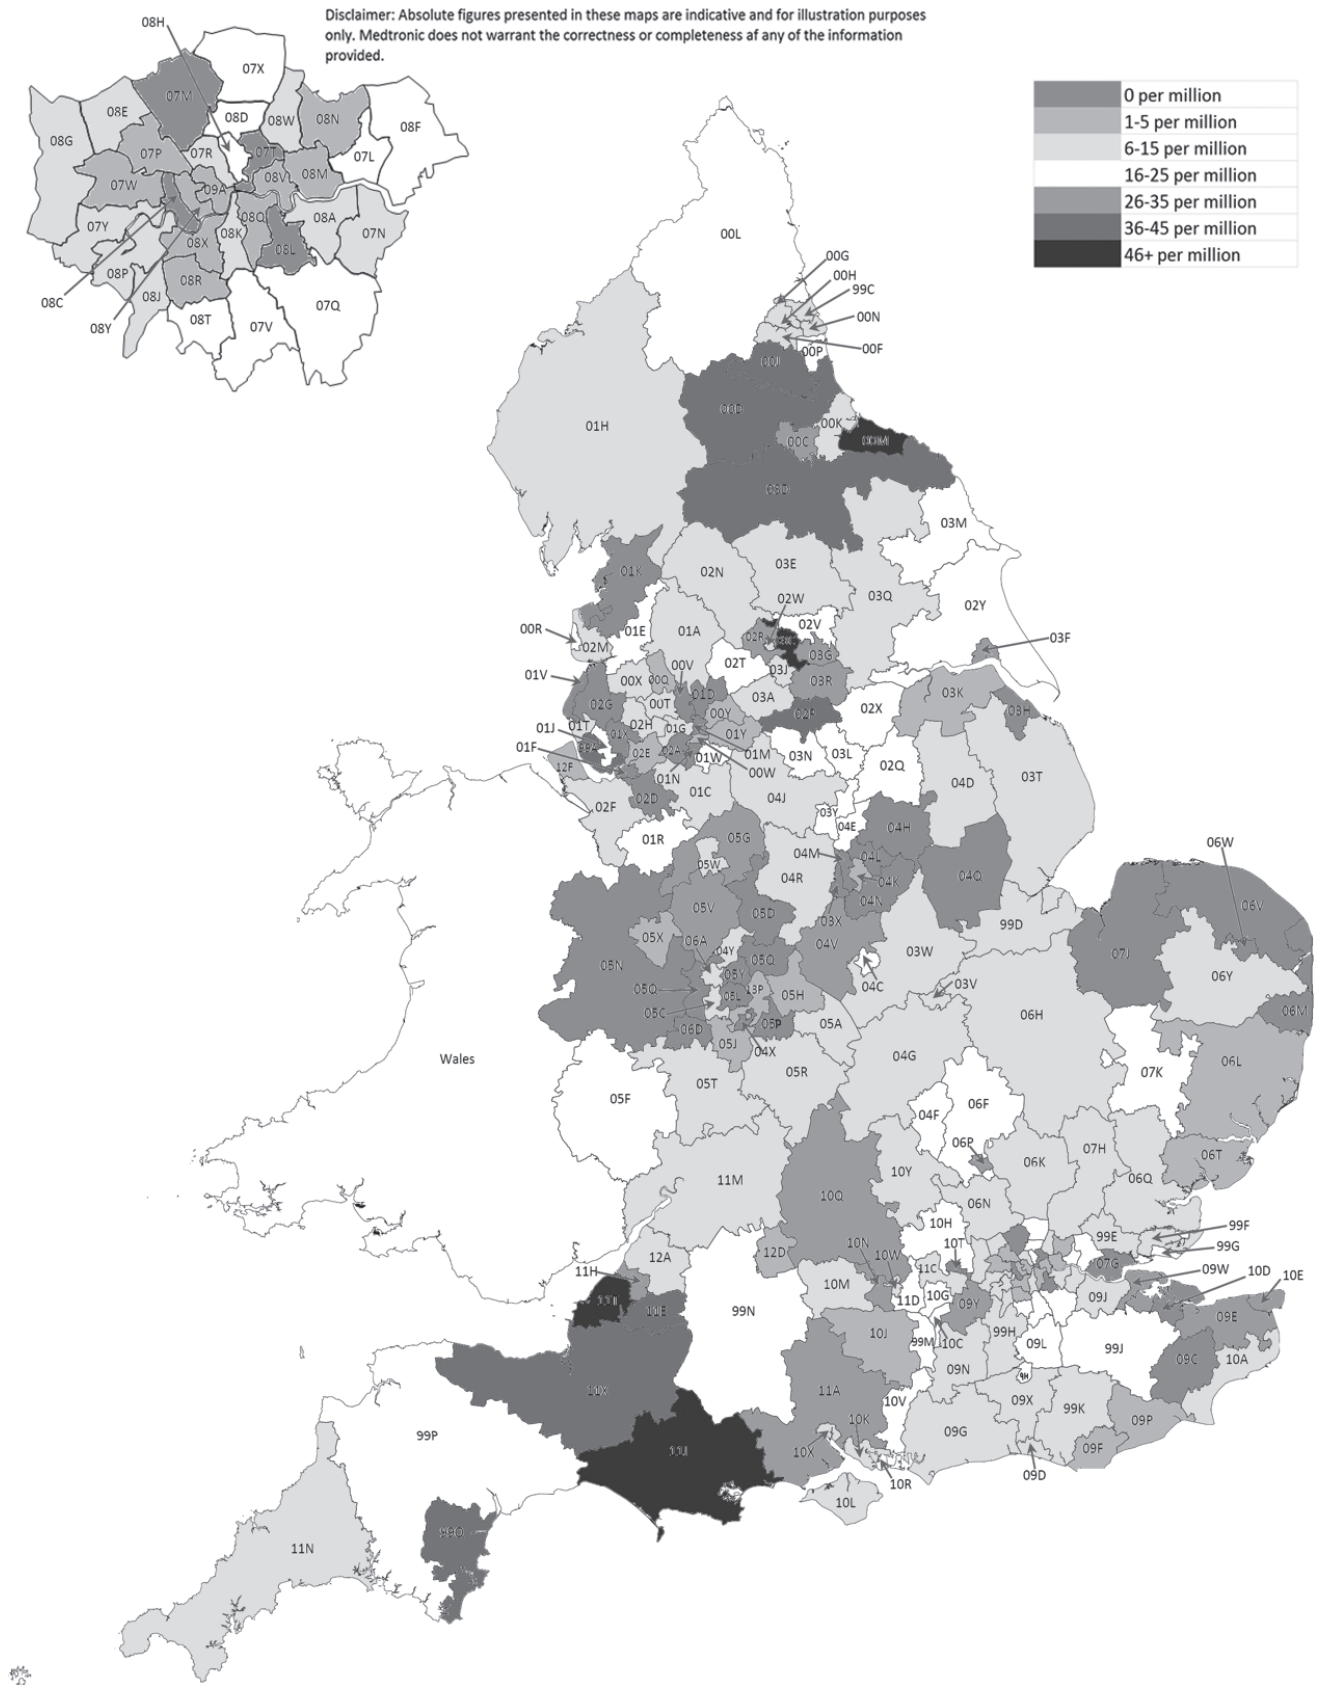 Disclaimer: Absolute figures presented in these maps are indicative and for illustration purposes
only. Medtronic does not warrant the correctness or completeness af any of the information
provided.
0 per million
1-5 per million
6-15 per million
16-25 per million
26-35 per million
36-45 per million
46+ per million
08H
07X
07M
08E
08D
08W
08N
08F
08G
07P
07R
07T
07L
07W
09A
08V
08M
07Y
08X
08K
08Q
08L
08A
07N
08P
08R
08C
08J
08Y
08T
07V
07Q
00L
00G
00H
99C
00N
00F
00P
00J
00D
00K
00C
00M
01H
03D
03M
01K
02N
03E
03Q
02W
02Y
00R
01E
01A
02R
02V
03F
02M
03G
01V
00X
00Q
00V
02T
03J
03R
02G
00T
01D
03A
03K
03H
01J
01T
02H
01G
00Y
02P
02X
01F
99A
01X
02E
02A
01Y
12F
01W
01M
03N
03L
02Q
04D
03T
01N
00W
02F
02D
01C
04J
03Y
04E
01R
05G
04H
05W
04M
04L
04R
04K
04Q
06W
05V
05D
03X
04N
99D
06V
05X
06A
04Y
04V
03W
07J
05N
05Q
05Y
04C
03V
06Y
05Q
05L
13P
05H
05C
06H
06M
06D
05P
05A
05J
04X
04G
07K
06L
Wales
05T
05R
05F
04F
06F
06P
10Y
06K
07H
06T
11M
10Q
06N
06Q
10H
99F
12A
12D
10N
10W
10T
99E
99G
11H
11C
07G
09W
10D
10E
10M
11D
10G
09Y
09J
11E
99N
09E
10J
99M
10C
99H
09L
99J
09C
10A
09N
11X
11A
10V
09X
99K
09P
99P
10K
09G
09F
11J
10X
10R
09D
10L
99Q
11N